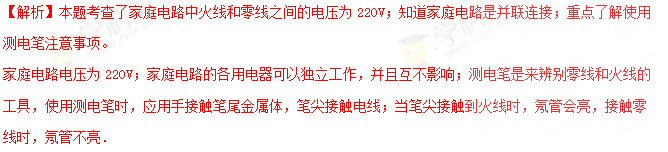 【解析】本题考查了家庭电路中火线和零线之间的电压为 220V；知道家庭电路是并联连接；重点了解使用
测电笔注意事项。
家庭电路电压为 220V；家庭电路的各用电器可以独立工作，并且互不影响；测电笔是来辨别零线和火线的
工具，使用测电笔时，应用手接触笔尾金属体，笔尖接触电线；当笔尖接触到火线时，氖管会亮，接触零
线时，氖管不亮．